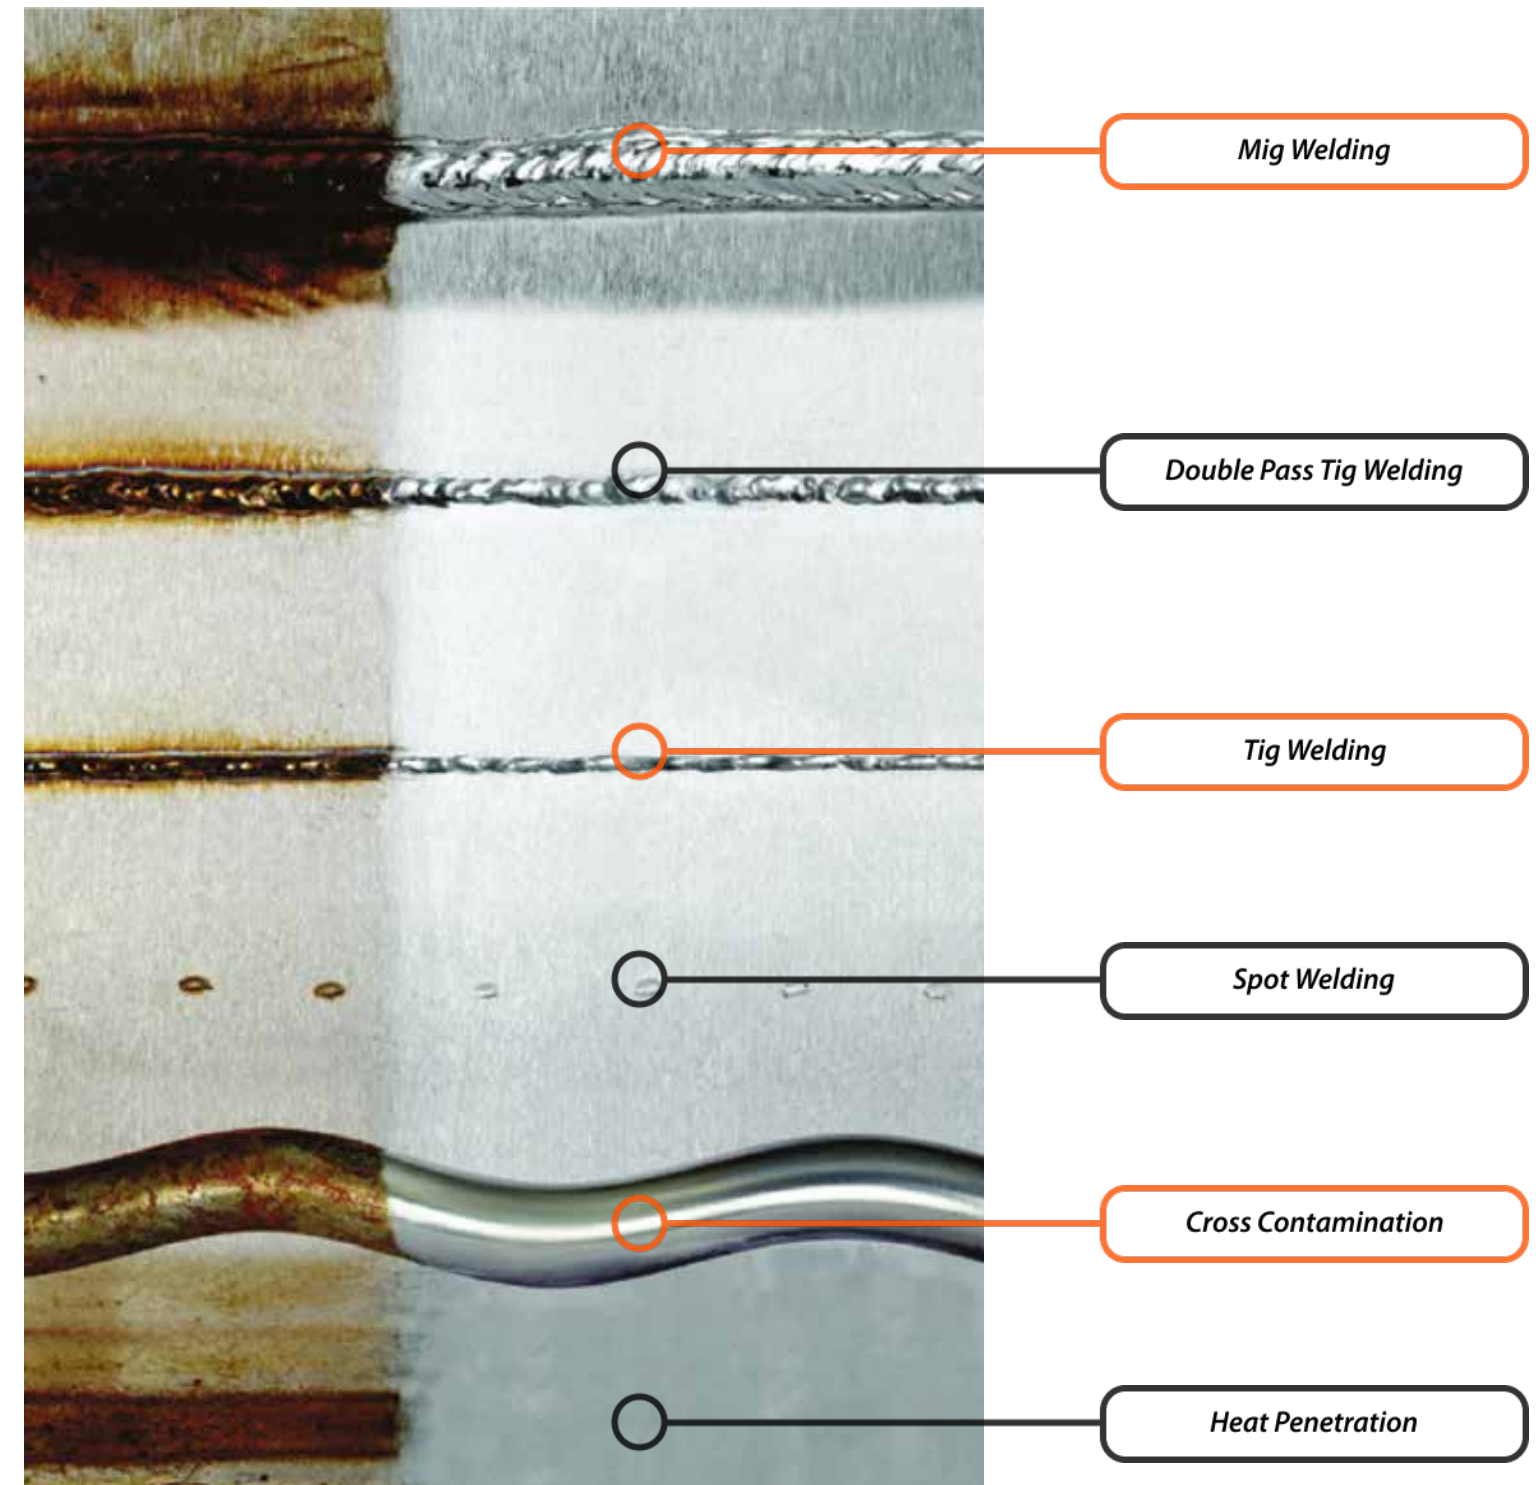 Mig Welding
Double Pass Tig Welding
Tig Welding
Spot Welding
Cross Contamination
Heat Penetration